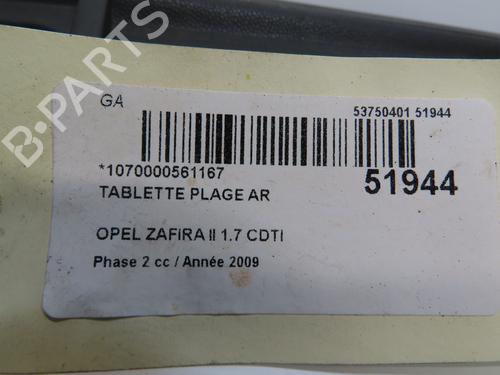 GA
53750401 51944
*1070000561167
51944
TABLETTE PLAGE AR
OPEL ZAFIRA II 1.7 CDTI
Phase 2 cc / Année 2009
B-PARTS